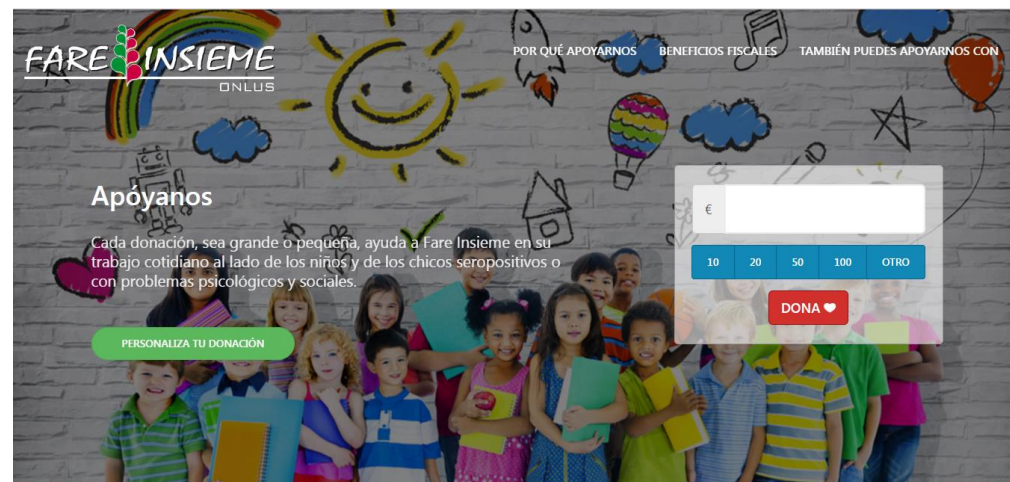 FARE INSIEME
ONLUS
POR QUÉ APOYARNOS BENEFICIOS FISCALES TAMBIÉN PUEDES APOYARNOS CON
Apóyanos
Cada donación, sea grande o pequeña, ayuda a Fare Insieme en su
trabajo cotidiano al lado de los niños y de los chicos seropositivos o
con problemas psicológicos y sociales.
PERSONALIZA TU DONACIÓN
€
10 20 50 100 OTRO
DONA